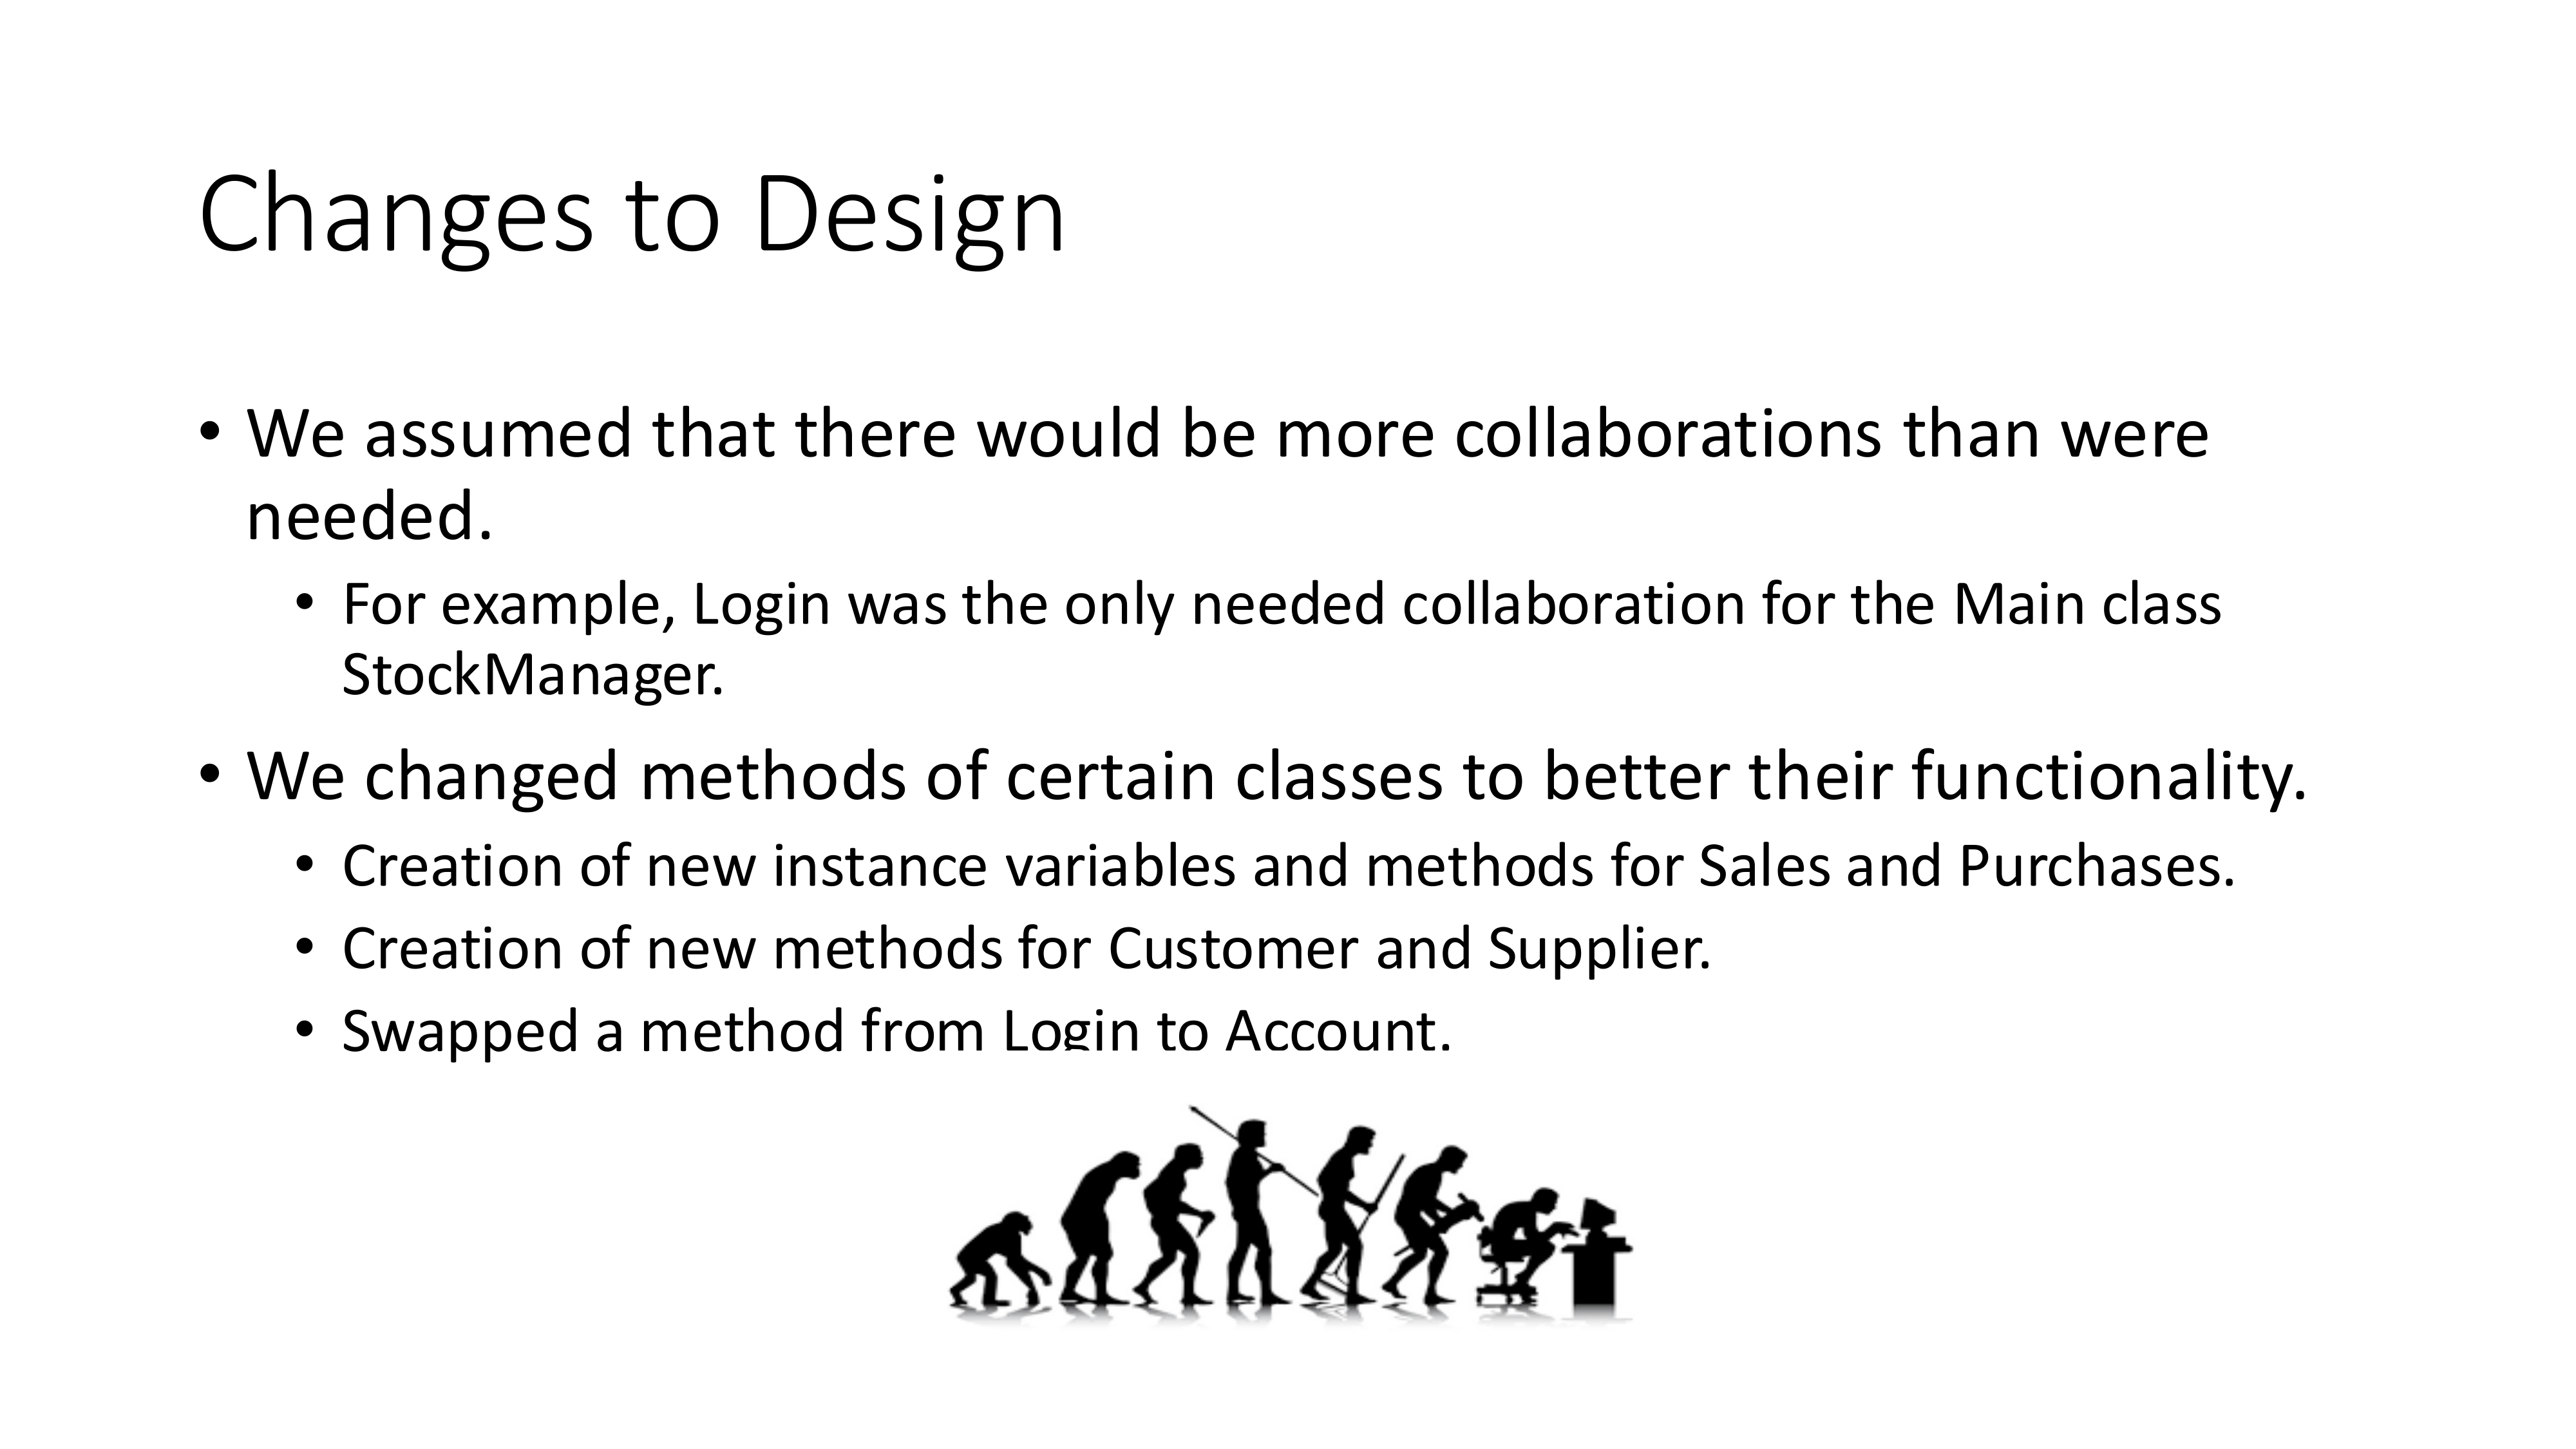 Changes to Design
• We assumed that there would be more collaborations than were
needed.
• For example, Login was the only needed collaboration for the Main class
StockManager.
• We changed methods of certain classes to better their functionality.
• Creation of new instance variables and methods for Sales and Purchases.
• Creation of new methods for Customer and Supplier.
• Swapped a method from Login to Account.